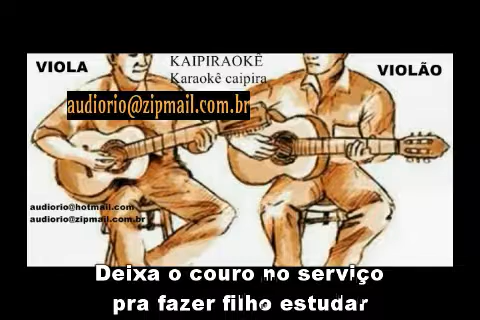 KAIPIRAOKÊ
VIOLA
Karaokê caipira
VIOLÃO
audiorio@zipmail.com.br
audiorio@hotmail.com
audiorio@zipmail.com.br
Deixa o couro no serviço
pra fazer filho estudar